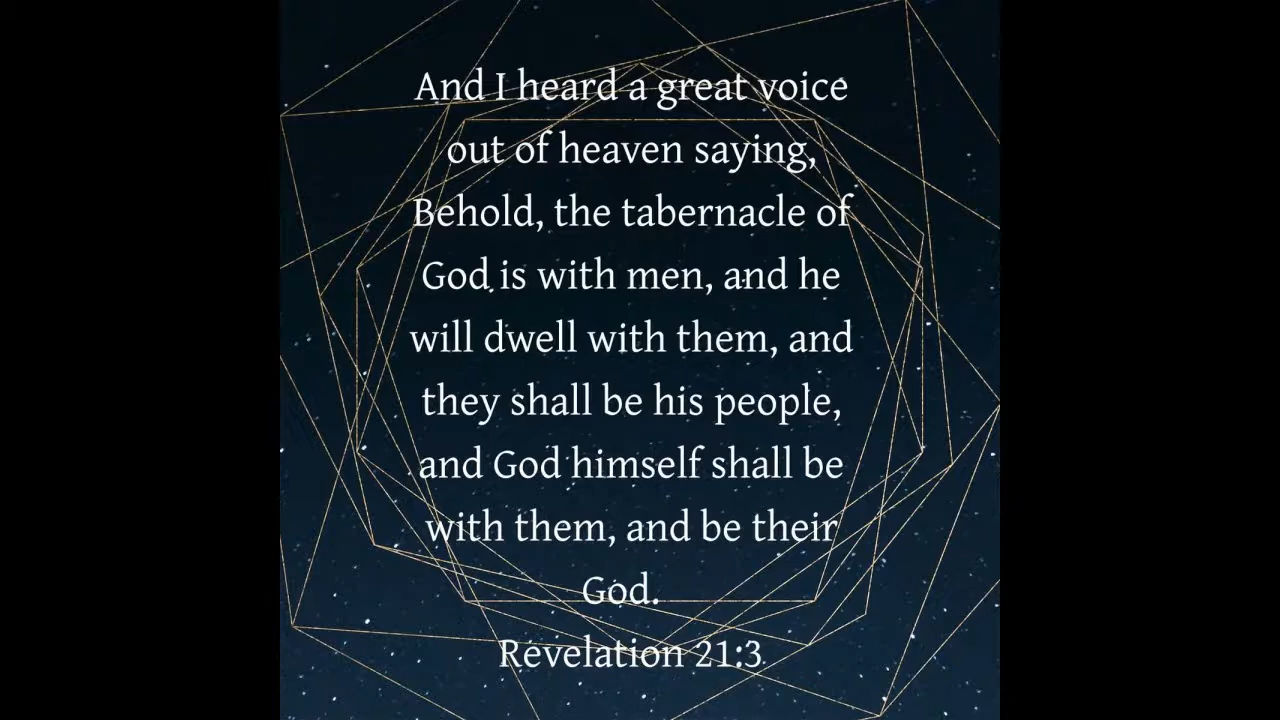 And I heard a great voice
out of heaven saying,
Behold, the tabernacle of
God is with men, and he
will dwell with them, and
they shall be his people,
and God himself shall be
with them, and be their
God.
Revelation 21:3